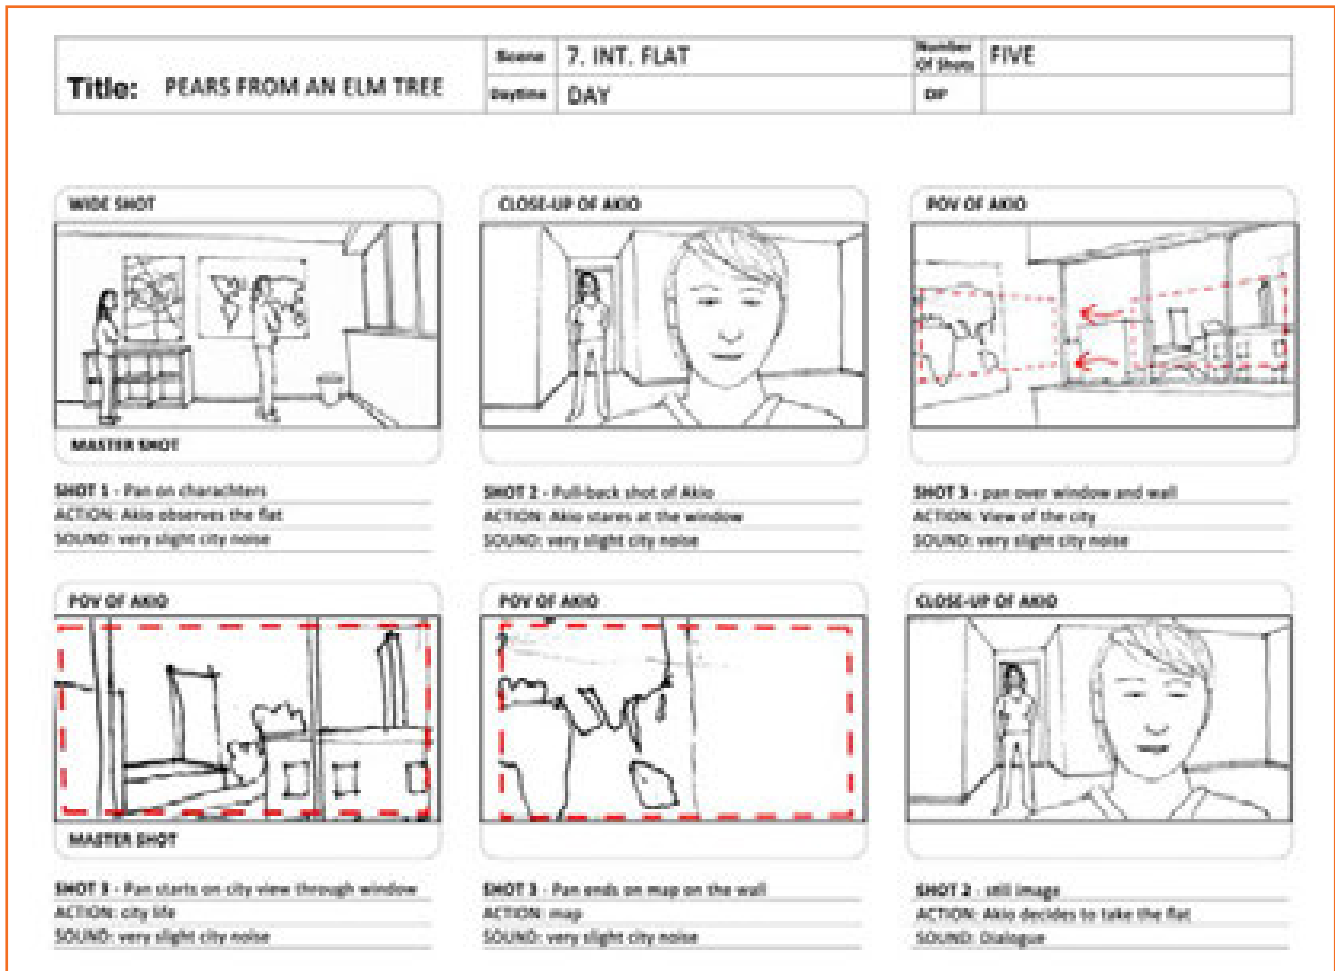 Title: PEARS FROM AN ELM TREE
Scene 7. INT. FLAT
Daytime DAY
Number Of Shots FIVE
WIDE SHOT
MASTER SHOT
SHOT 1 - Pan on charachters
ACTION: Akio observes the flat
SOUND: very slight city noise
CLOSE-UP OF AKIO
SHOT 2 - Pull-back shot of Akio
ACTION: Akio stares at the window
SOUND: very slight city noise
POV OF AKIO
SHOT 3 - pan over window and wall
ACTION: View of the city
SOUND: very slight city noise
POV OF AKIO
MASTER SHOT
SHOT 3 - Pan starts on city view through window
ACTION: city life
SOUND: very slight city noise
POV OF AKIO
SHOT 3 - Pan ends on map on the wall
ACTION: map
SOUND: very slight city noise
CLOSE-UP OF AKIO
SHOT 2 - still image
ACTION: Akio decides to take the flat
SOUND: Dialogue